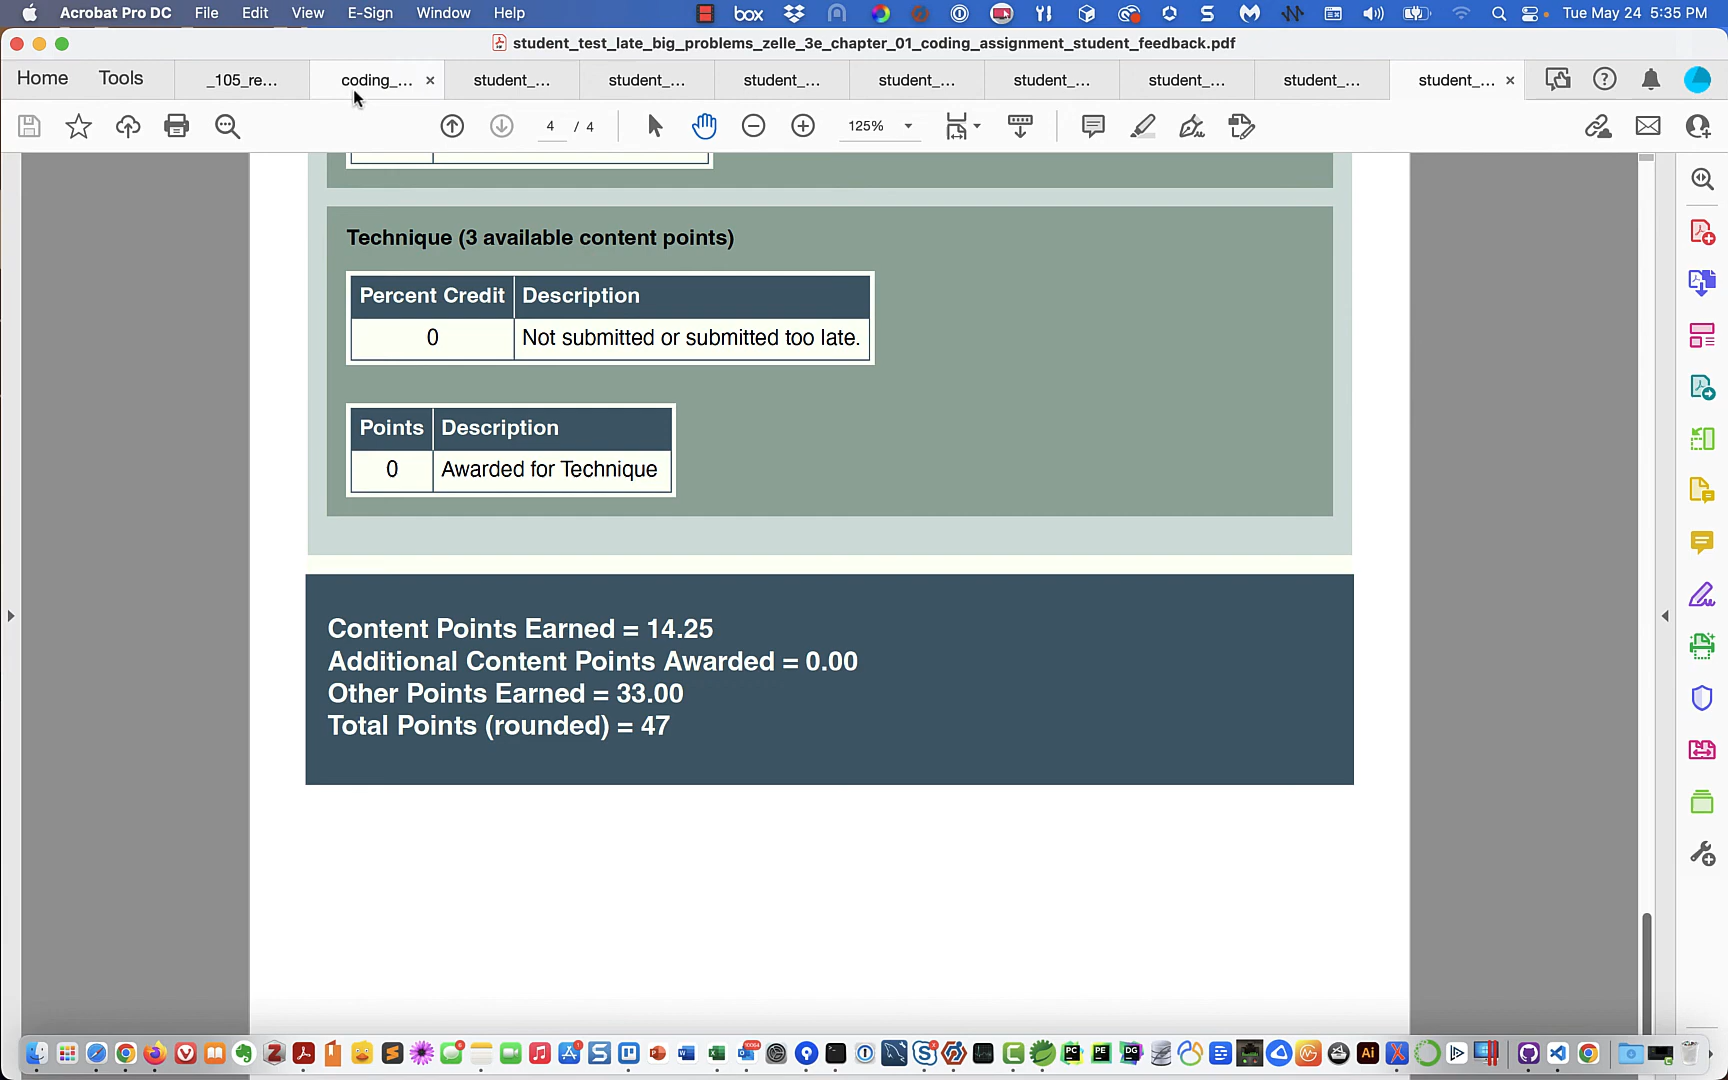 Acrobat Pro DC File Edit View E-Sign Window Help box Tue May 24 5:35 PM
student_test_late_big_problems_zelle_3e_chapter_01_coding_assignment_student_feedback.pdf
Home Tools _105_re... coding_... × student_... student_... student_... student_... student_... student_... student_... student_... ×
4 / 4 125%
Technique (3 available content points)
Percent Credit Description
0 Not submitted or submitted too late.
Points Description
0 Awarded for Technique
Content Points Earned = 14.25
Additional Content Points Awarded = 0.00
Other Points Earned = 33.00
Total Points (rounded) = 47